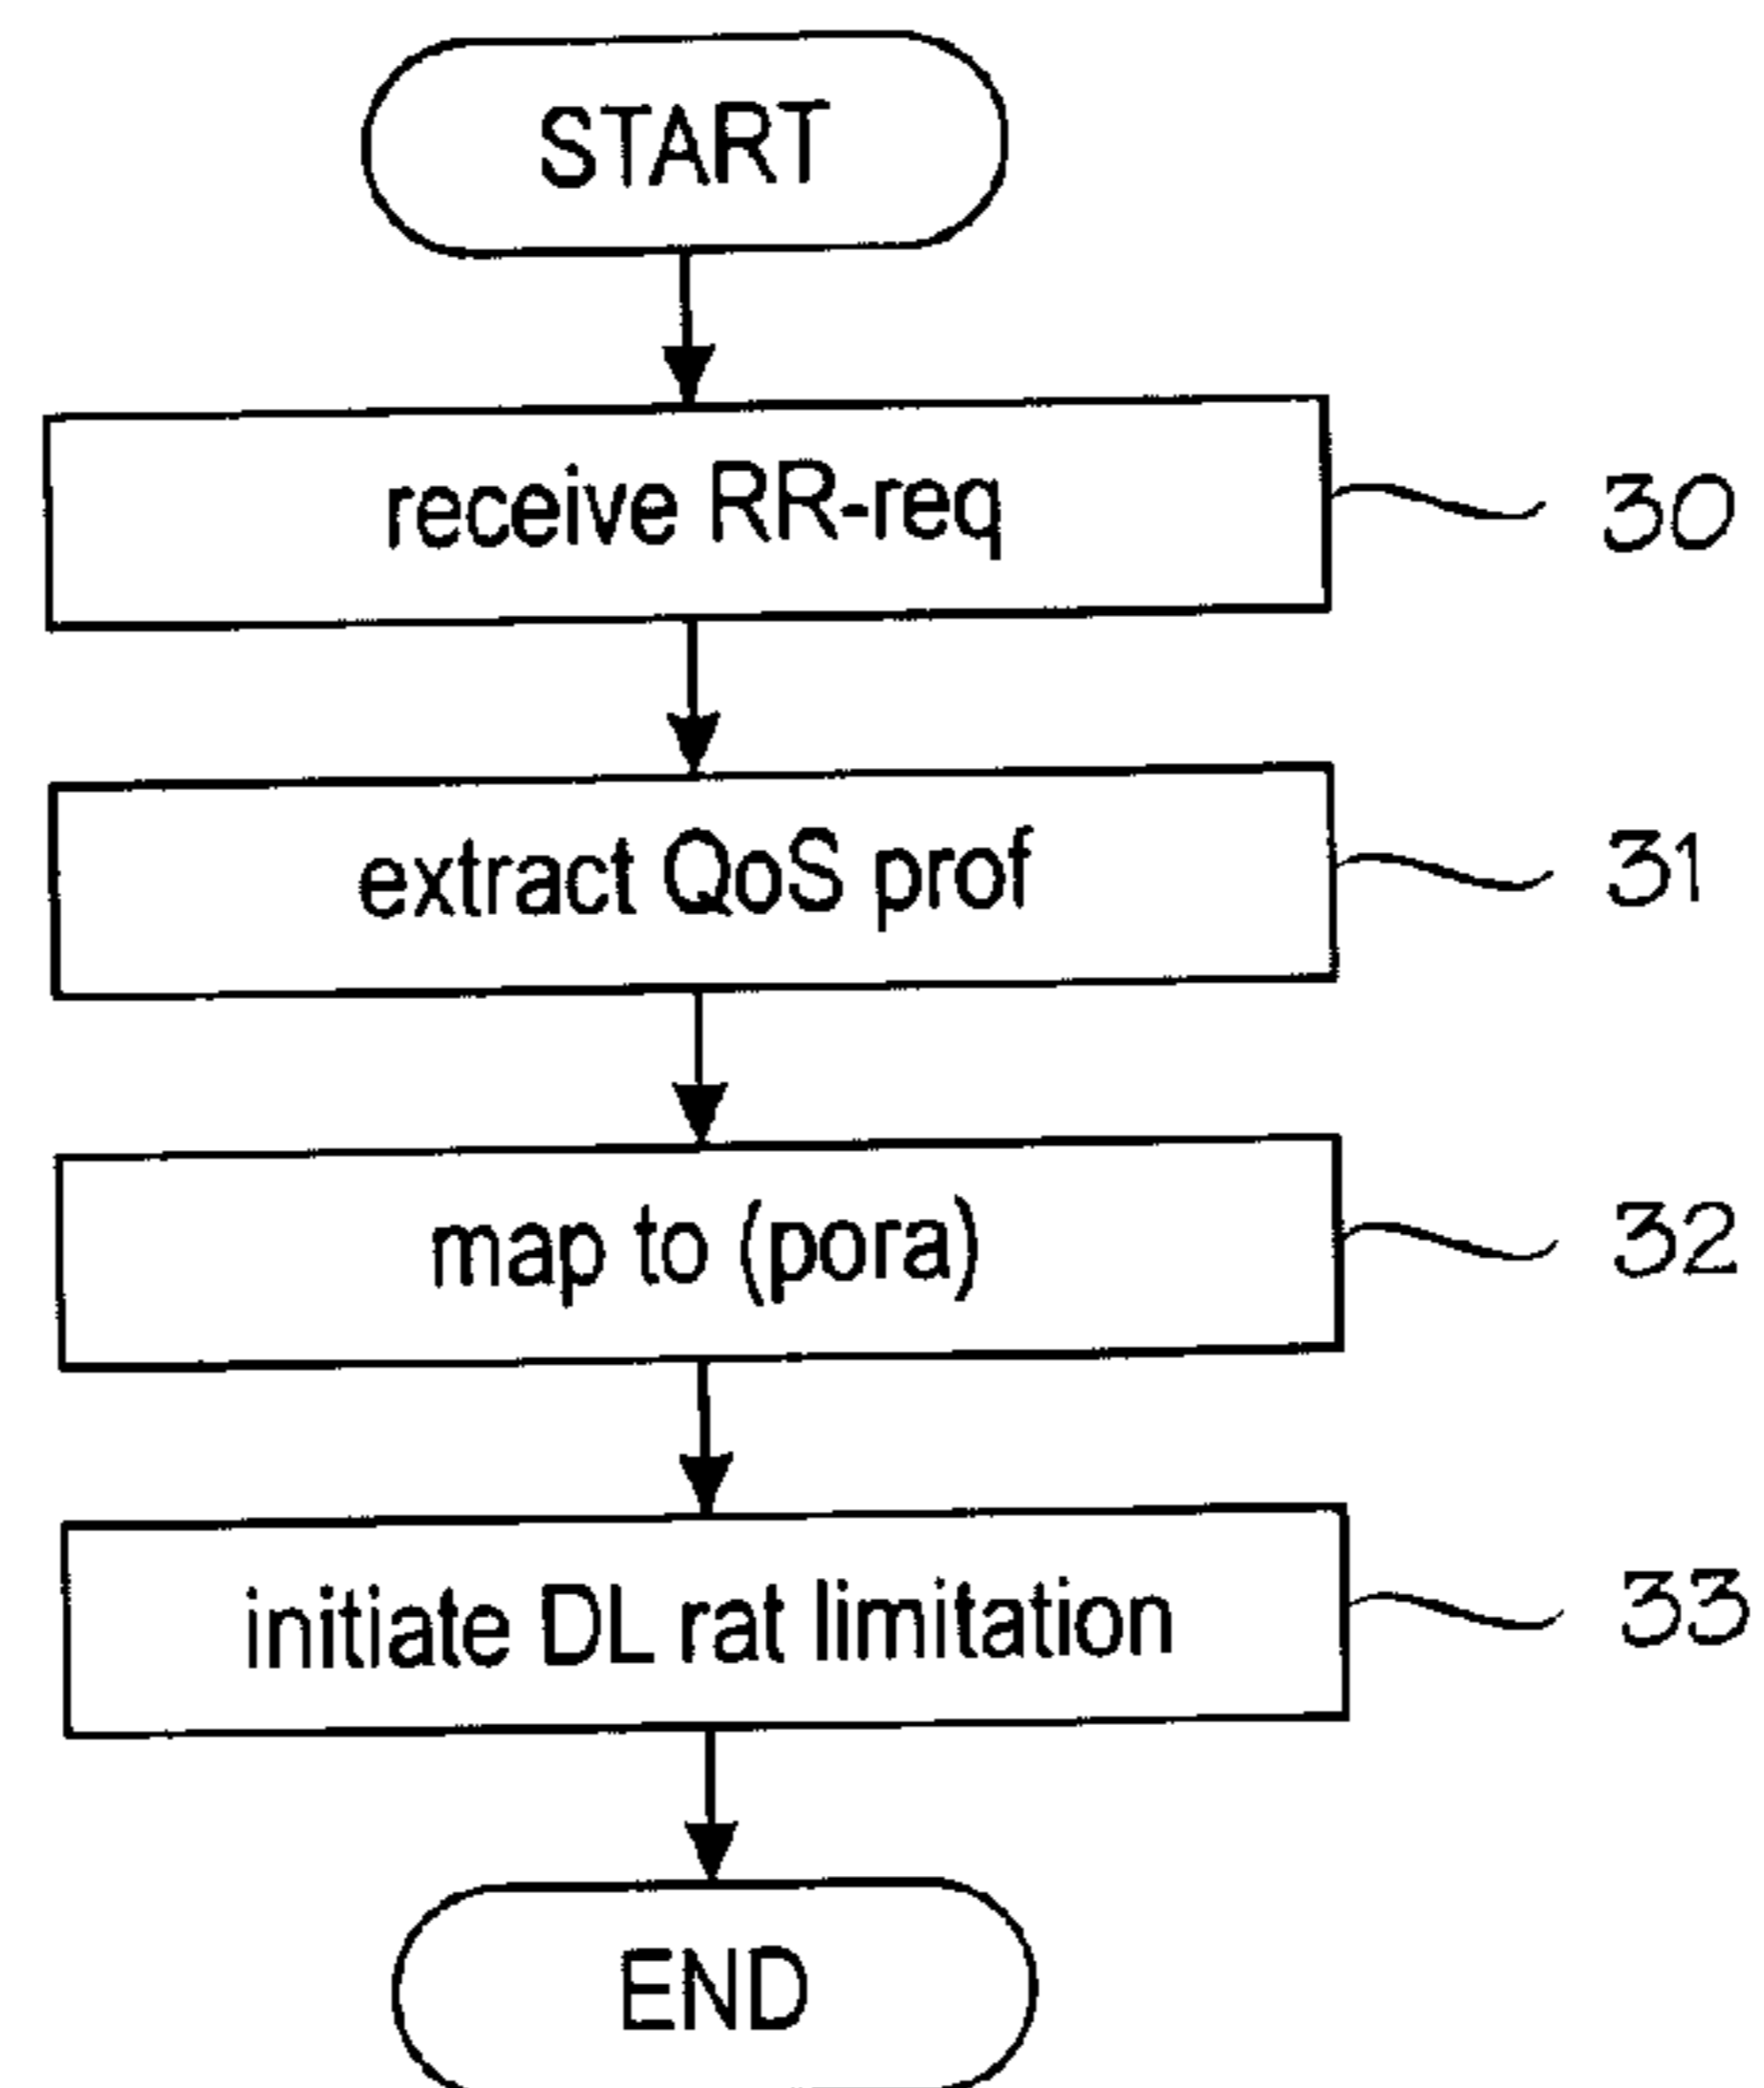 START
receive RR-req
30
extract QoS prof
31
map to (pora)
32
initiate DL rat limitation
33
END